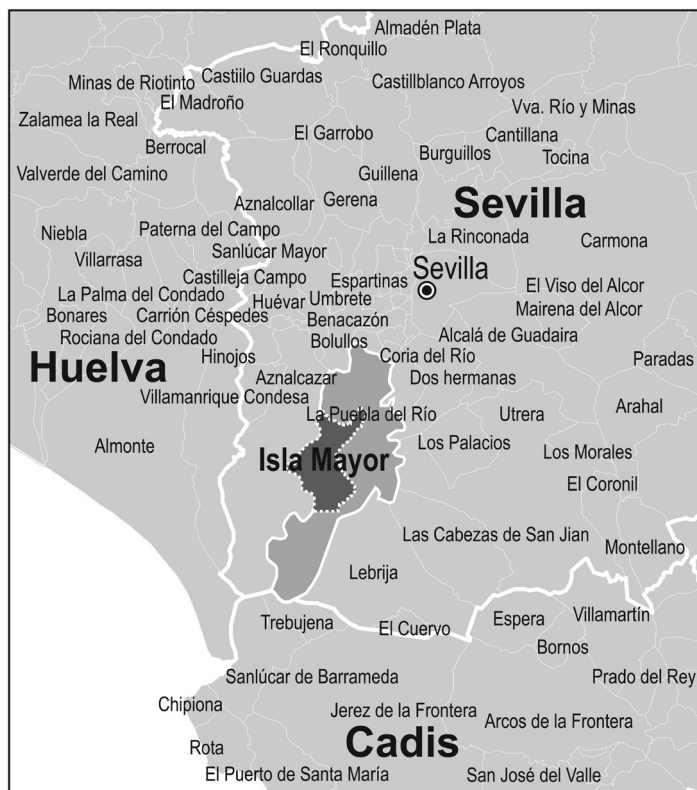 Almadén Plata
El Ronquillo
Castiilo Guardas
Minas de Riotinto
Castillblanco Arroyos
El Madroño
Vva. Río y Minas
Zalamea la Real
El Garrobo
Cantillana
Berrocal
Burguillos
Tocina
Valverde del Camino
Guillena
Aznalcollar
Gerena
Sevilla
Niebla
Paterna del Campo
La Rinconada
Carmona
Villarrasa
Sanlúcar Mayor
Castilleja Campo
Espartinas
Sevilla
El Viso del Alcor
La Palma del Condado
Huévar
Umbrete
Mairena del Alcor
Bonares
Carrión Céspedes
Benacazón
Rociana del Condado
Bolullos
Alcalá de Guadaira
Hinojos
Coria del Río
Paradas
Huelva
Aznalcazar
Dos hermanas
Villamanrique Condesa
La Puebla del Río
Utrera
Arahal
Almonte
Los Palacios
Isla Mayor
Los Morales
El Coronil
Las Cabezas de San Jian
Montellano
Lebrija
Trebujena
El Cuervo
Espera
Villamartín
Bornos
Sanlúcar de Barrameda
Prado del Rey
Chipiona
Jerez de la Frontera
Arcos de la Frontera
Rota
Cadis
El Puerto de Santa María
San José del Valle